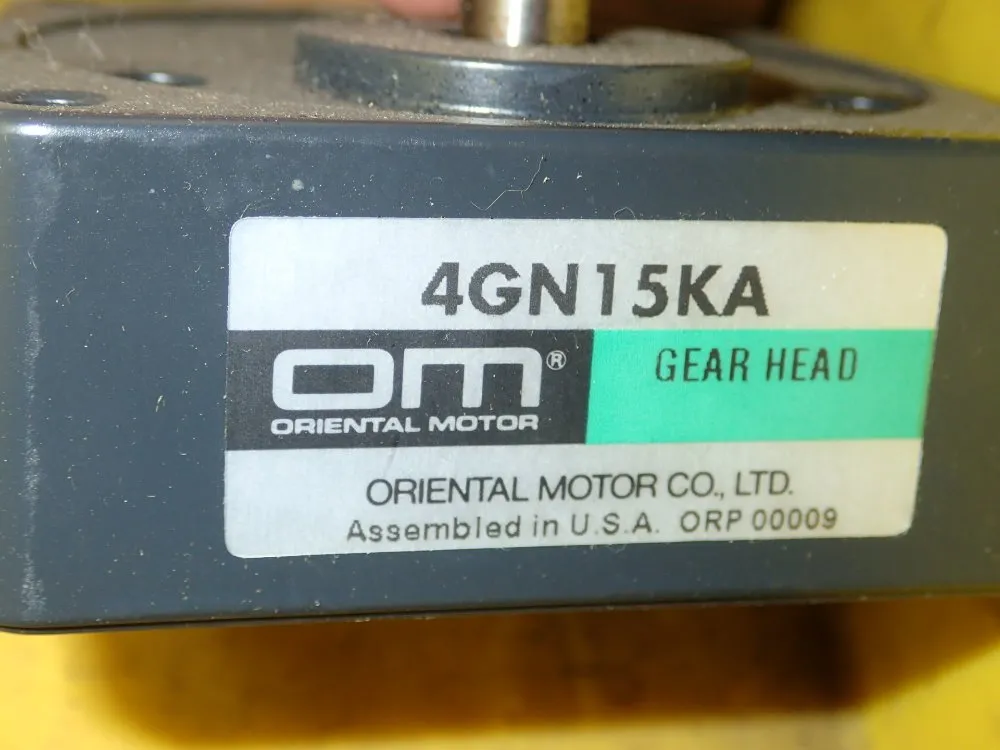 4GN15KA
om®
ORIENTAL MOTOR
GEAR HEAD
ORIENTAL MOTOR CO., LTD.
Assembled in U.S.A. ORP 00009